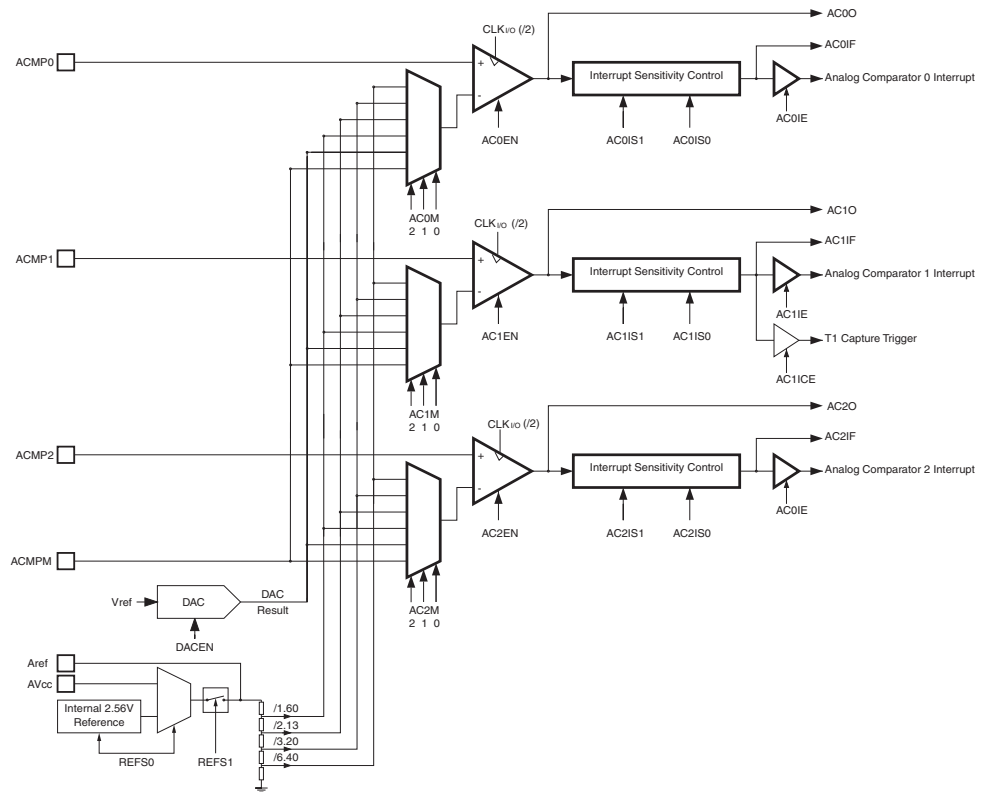 AC0O
CLK I/O (/2)
AC0IF
ACMP0
+
Interrupt Sensitivity Control
Analog Comparator 0 Interrupt
-
AC0IE
AC0EN
AC0IS1
AC0IS0
AC0M
2 1 0
AC1O
CLK I/O (/2)
AC1IF
ACMP1
+
Interrupt Sensitivity Control
Analog Comparator 1 Interrupt
-
AC1IE
AC1EN
AC1IS1
AC1IS0
T1 Capture Trigger
AC1ICE
AC1M
2 1 0
AC2O
CLK I/O (/2)
AC2IF
ACMP2
+
Interrupt Sensitivity Control
Analog Comparator 2 Interrupt
-
AC0IE
AC2EN
AC2IS1
AC2IS0
ACMPM
AC2M
2 1 0
Vref
DAC
DAC
Result
DACEN
Aref
AVcc
Internal 2.56V
Reference
/1.60
/2.13
/3.20
/6.40
REFS0
REFS1